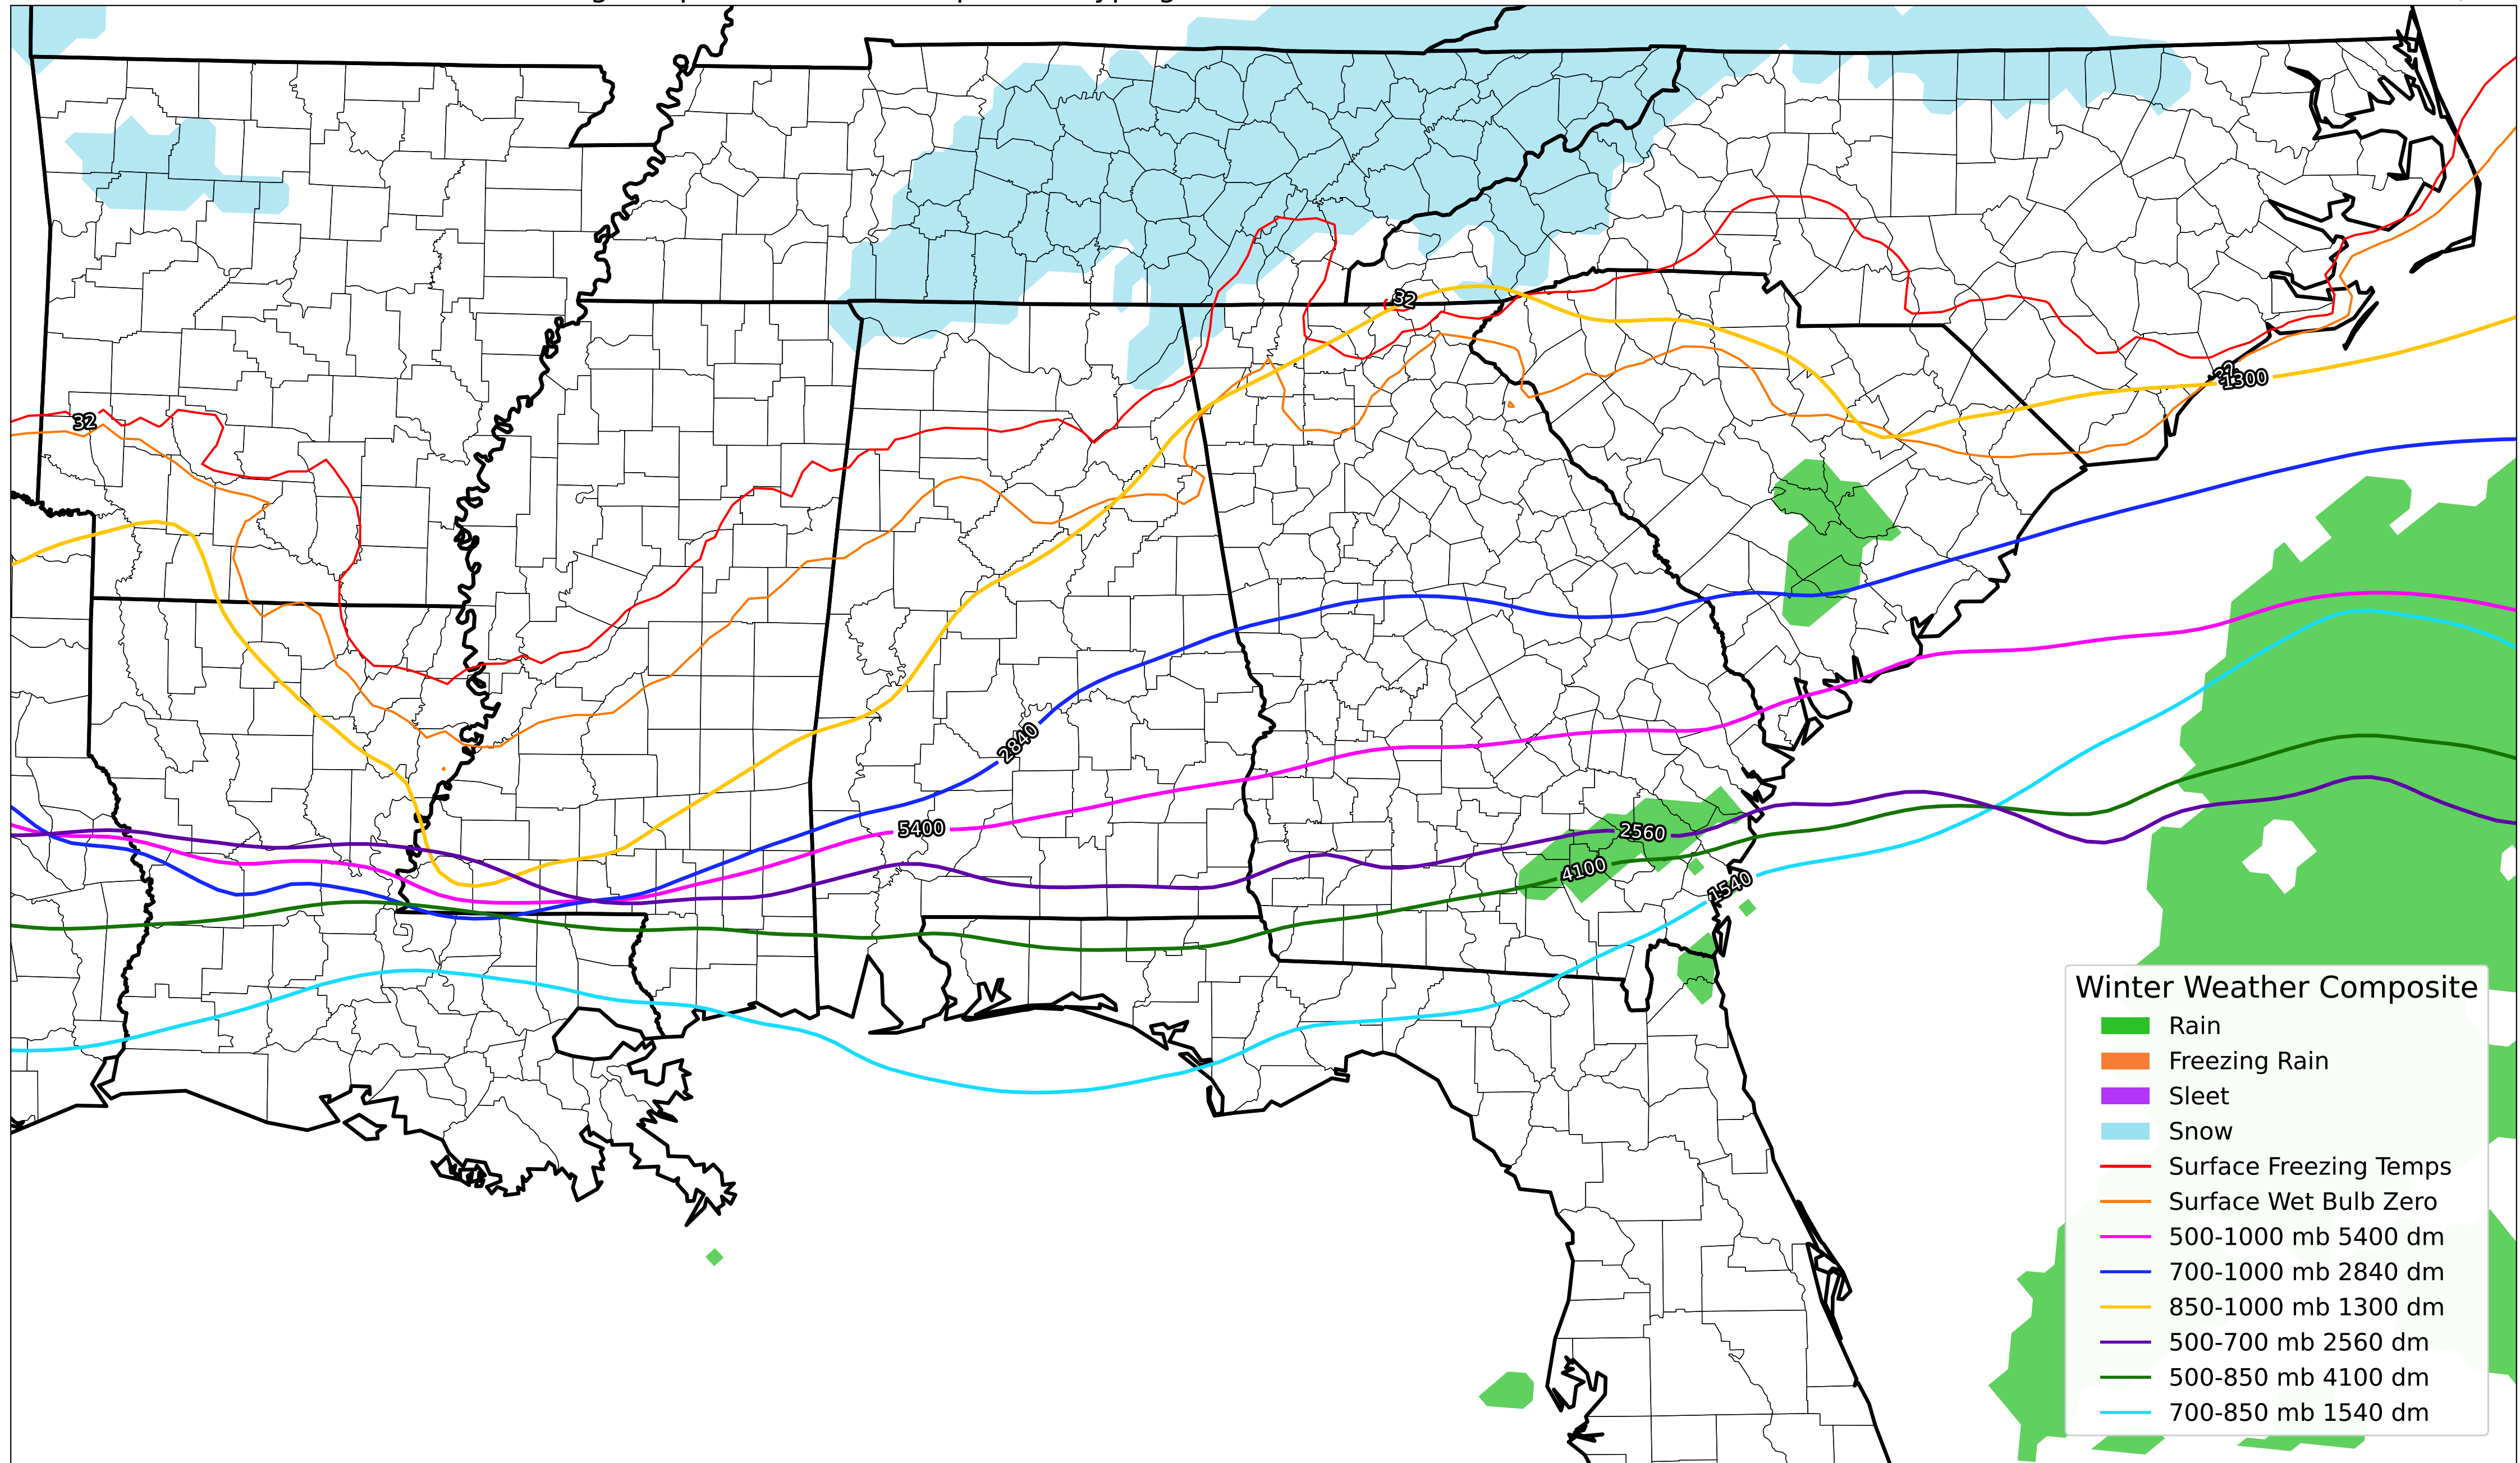 32
32
32
1300
2840
5400
2560
4100
1540
Winter Weather Composite
Rain
Freezing Rain
Sleet
Snow
Surface Freezing Temps
Surface Wet Bulb Zero
500-1000 mb 5400 dm
700-1000 mb 2840 dm
850-1000 mb 1300 dm
500-700 mb 2560 dm
500-850 mb 4100 dm
700-850 mb 1540 dm